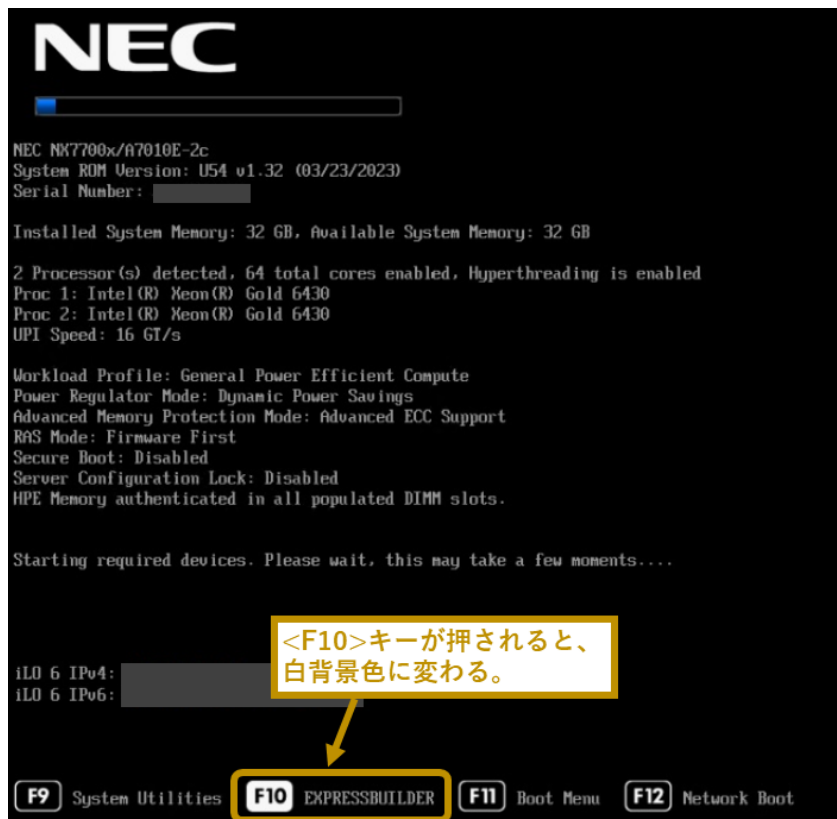 NEC
NEC NX7700x/A7010E-2c
System ROM Version: U54 v1.32 (03/23/2023)
Serial Number:
Installed System Memory: 32 GB, Available System Memory: 32 GB
2 Processor(s) detected, 64 total cores enabled, Hyperthreading is enabled
Proc 1: Intel(R) Xeon(R) Gold 6430
Proc 2: Intel(R) Xeon(R) Gold 6430
UPI Speed: 16 GT/s
Workload Profile: General Power Efficient Compute
Power Regulator Mode: Dynamic Power Savings
Advanced Memory Protection Mode: Advanced ECC Support
RAS Mode: Firmware First
Secure Boot: Disabled
Server Configuration Lock: Disabled
HPE Memory authenticated in all populated DIMM slots.
Starting required devices. Please wait, this may take a few moments....
<F10>キーが押されると、
白背景色に変わる。
iLO 6 IPv4:
iLO 6 IPv6:
F9 System Utilities F10 EXPRESSBUILDER F11 Boot Menu F12 Network Boot